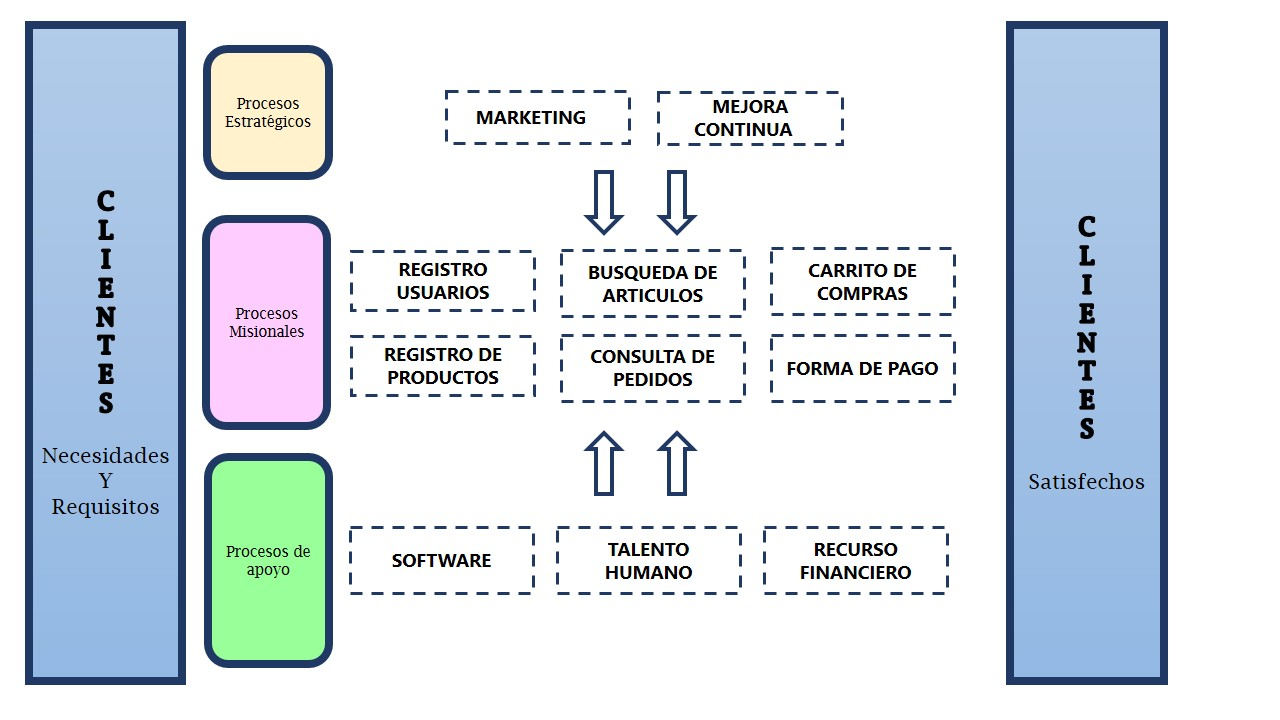 C
L
I
E
N
T
E
S
Necesidades
Y
Requisitos
Procesos
Estratégicos
MARKETING
MEJORA
CONTINUA
Procesos
Misionales
REGISTRO
USUARIOS
BUSQUEDA DE
ARTICULOS
CARRITO DE
COMPRAS
REGISTRO DE
PRODUCTOS
CONSULTA DE
PEDIDOS
FORMA DE PAGO
Procesos de
apoyo
SOFTWARE
TALENTO
HUMANO
RECURSO
FINANCIERO
C
L
I
E
N
T
E
S
Satisfechos